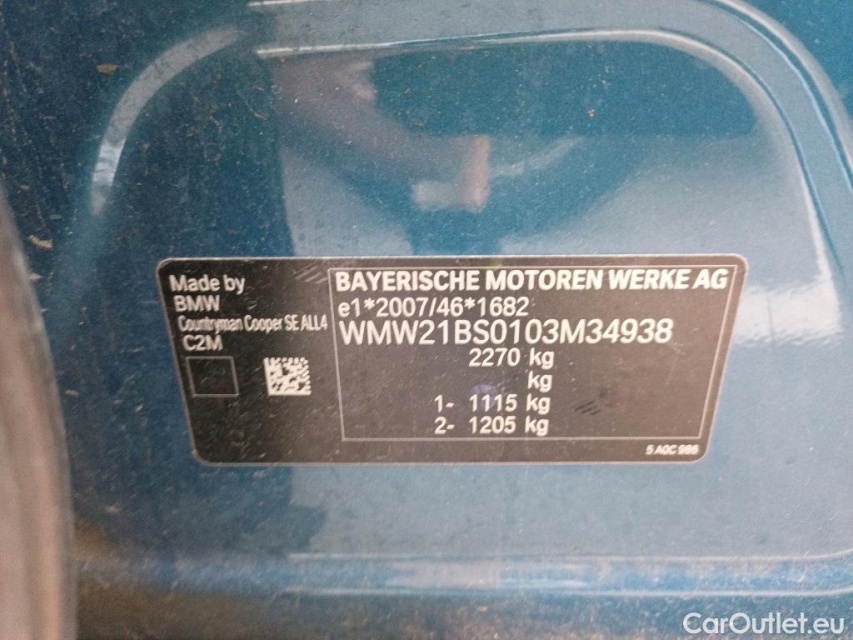 Made by
BMW
Countryman Cooper SE ALL4
C2M
BAYERISCHE MOTOREN WERKE AG
e1*2007/46*1682
WMW21BS0103M34938
2270 kg
kg
1- 1115 kg
2- 1205 kg
5 A0C 986
CarOutlet.eu